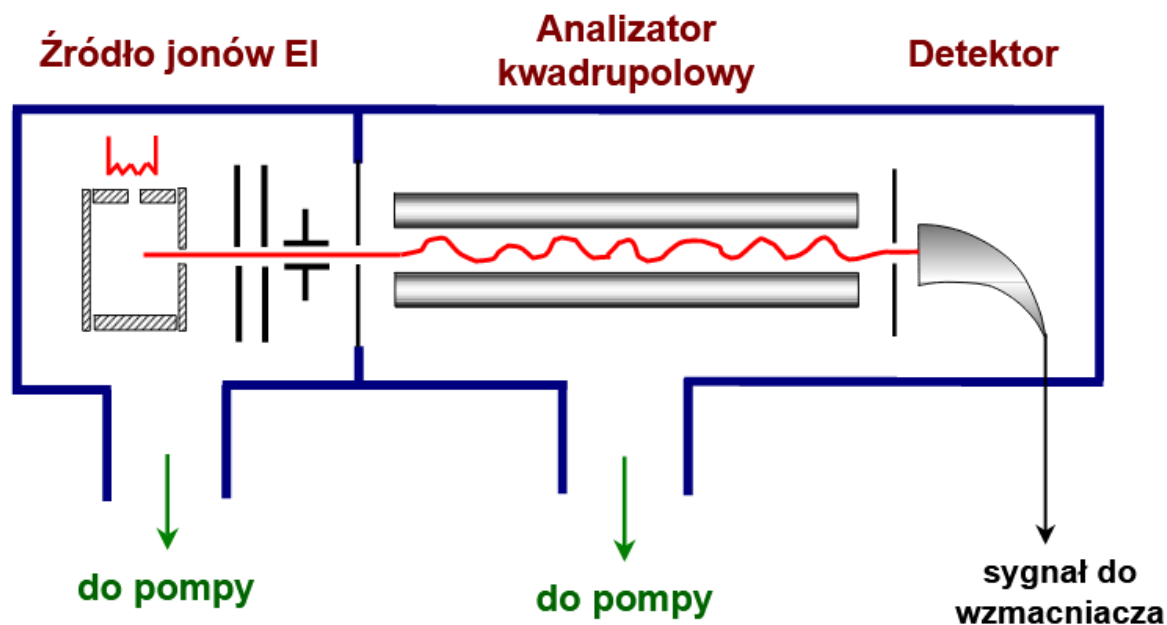 Źródło jonów EI
Analizator
kwadrupolowy
Detektor
do pompy
do pompy
sygnał do
wzmacniacza